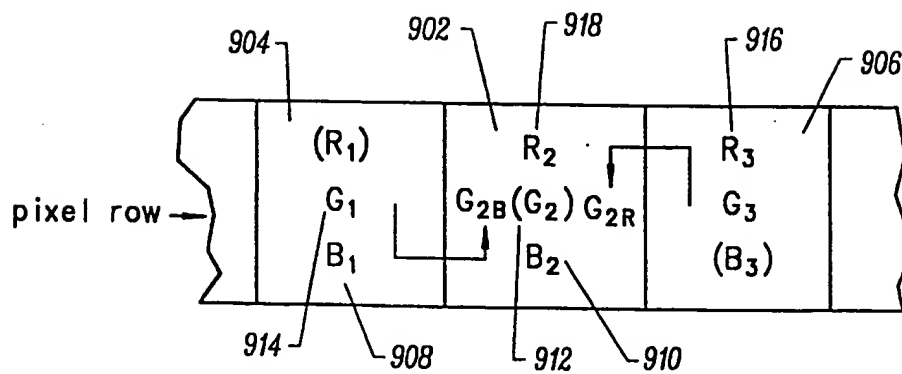 904 902 918 916 906
(R₁) R₂ R₃
pixel row G₁ G₂B(G₂) G₂R G₃
B₁ B₂ (B₃)
914 908 912 910